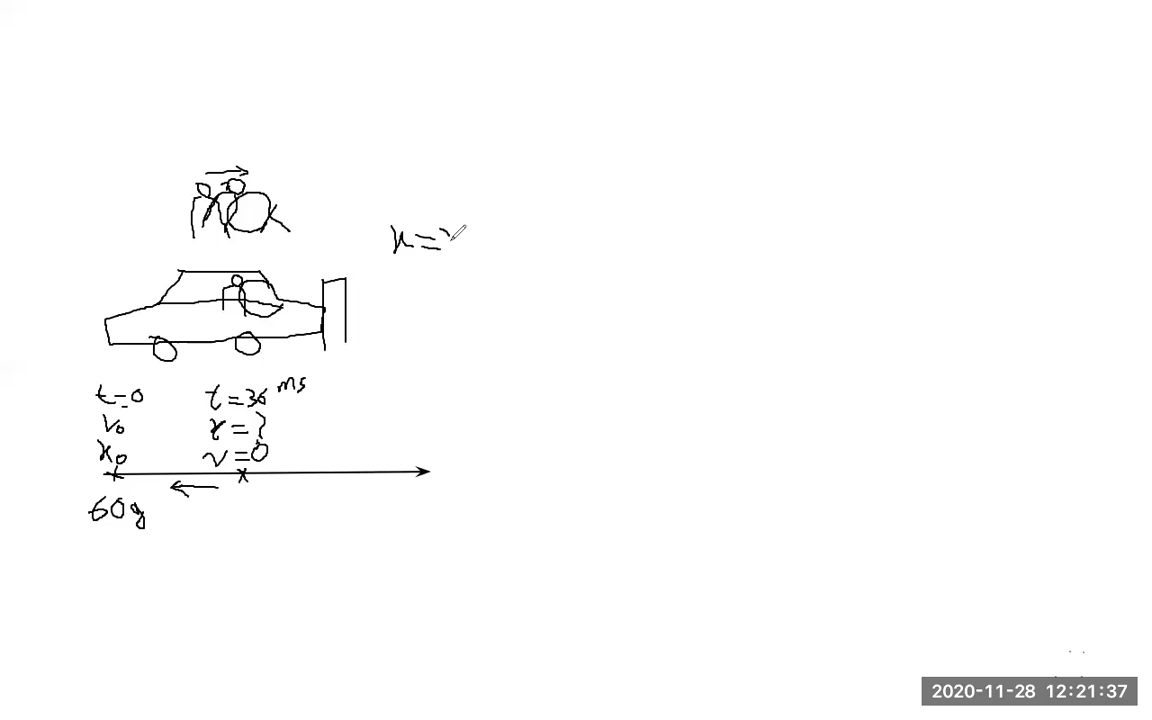 x=
t=0 t=36 ms
v₀ x=?
x₀ v=0
60g
2020-11-28 12:21:37